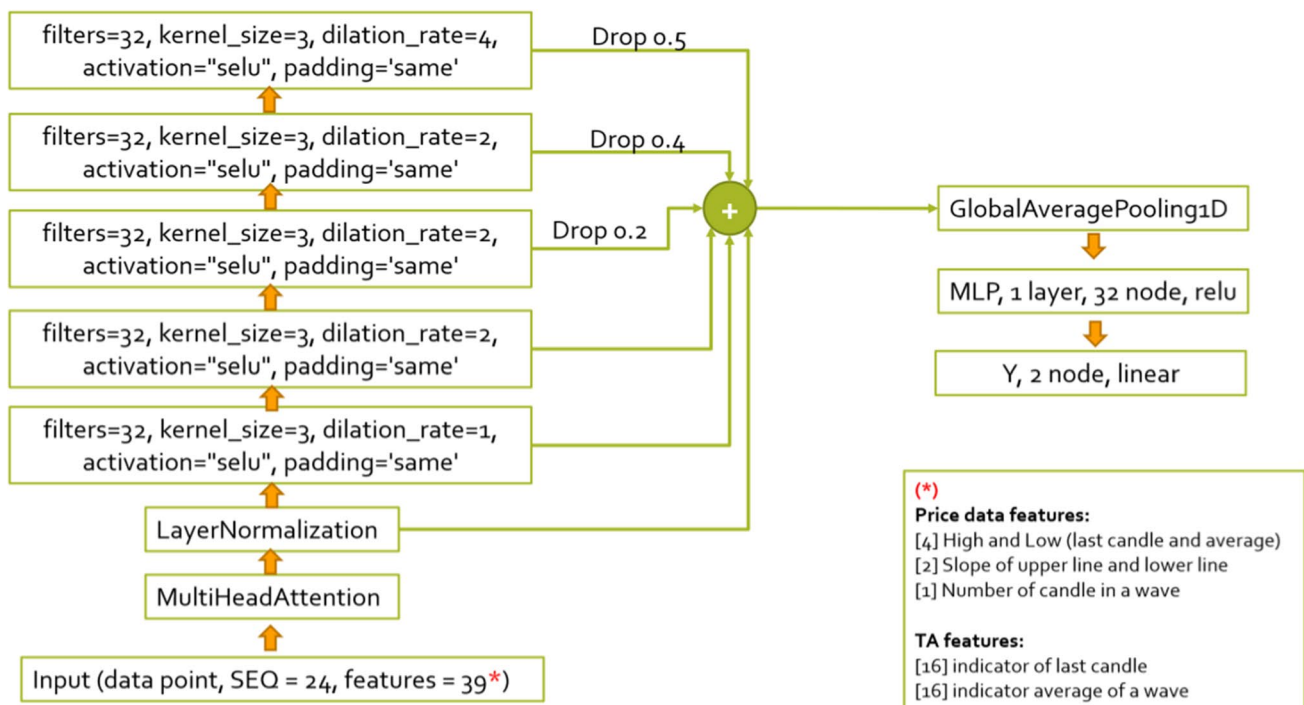 filters=32, kernel_size=3, dilation_rate=4,
activation="selu", padding='same'
Drop 0.5
filters=32, kernel_size=3, dilation_rate=2,
activation="selu", padding='same'
Drop 0.4
filters=32, kernel_size=3, dilation_rate=2,
activation="selu", padding='same'
Drop 0.2
filters=32, kernel_size=3, dilation_rate=2,
activation="selu", padding='same'
filters=32, kernel_size=3, dilation_rate=1,
activation="selu", padding='same'
LayerNormalization
MultiHeadAttention
Input (data point, SEQ = 24, features = 39*)
+
GlobalAveragePooling1D
MLP, 1 layer, 32 node, relu
Y, 2 node, linear
(*)
Price data features:
[4] High and Low (last candle and average)
[2] Slope of upper line and lower line
[1] Number of candle in a wave
TA features:
[16] indicator of last candle
[16] indicator average of a wave